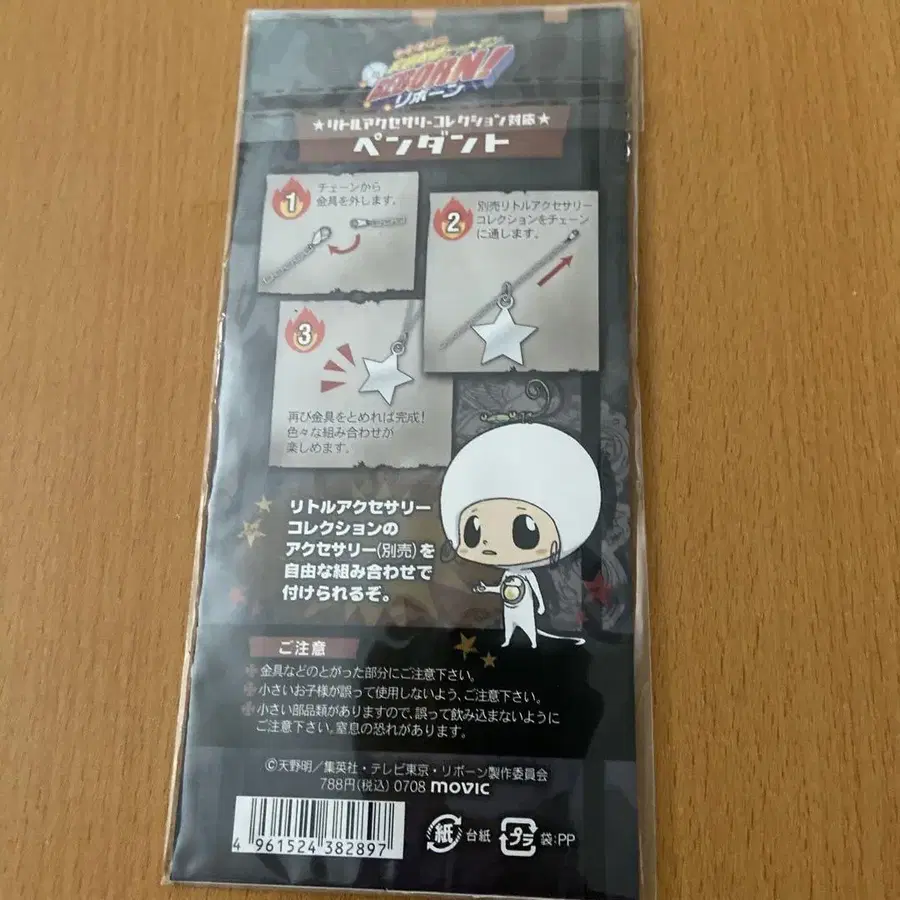 家庭教師ヒットマン
REBORN!
リボーン
★リトルアクセサリーコレクション対応★
ペンダント
1
チェーンから
金具を外します。
2
別売リトルアクセサリー
コレクションをチェーン
に通します。
3
再び金具をとめれば完成!
色々な組み合わせが
楽しめます。
リトルアクセサリー
コレクションの
アクセサリー(別売)を
自由な組み合わせで
付けられるぞ。
ご注意
金具などのとがった部分にご注意下さい。
小さいお子様が誤って使用しないよう、ご注意下さい。
小さい部品類がありますので、誤って飲み込まないように
ご注意下さい。窒息の恐れがあります。
©天野明/集英社・テレビ東京・リボーン製作委員会
788円(税込) 0708 movic
4 961524 382897
紙 台紙 プラ 袋:PP